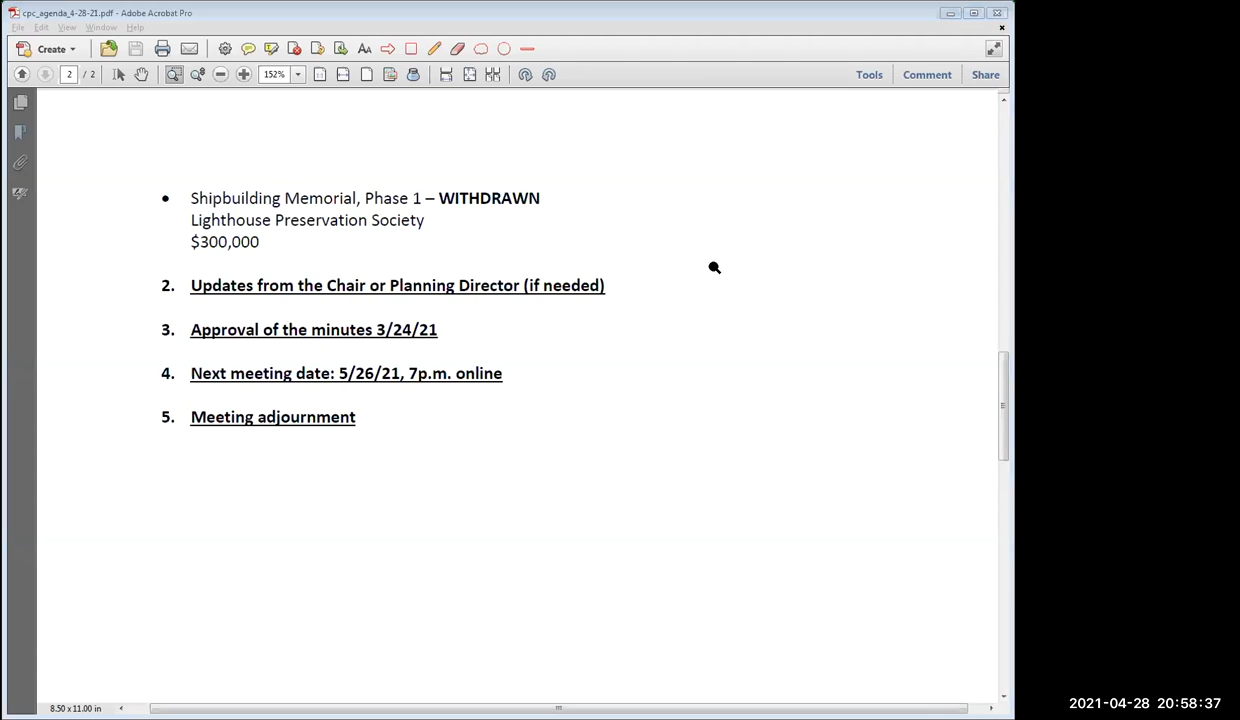 cpc_agenda_4-28-21.pdf - Adobe Acrobat Pro
File Edit View Window Help
Create
2 / 2 152% Tools Comment Share
• Shipbuilding Memorial, Phase 1 – WITHDRAWN
Lighthouse Preservation Society
$300,000
2. Updates from the Chair or Planning Director (if needed)
3. Approval of the minutes 3/24/21
4. Next meeting date: 5/26/21, 7p.m. online
5. Meeting adjournment
8.50 x 11.00 in
2021-04-28 20:58:37